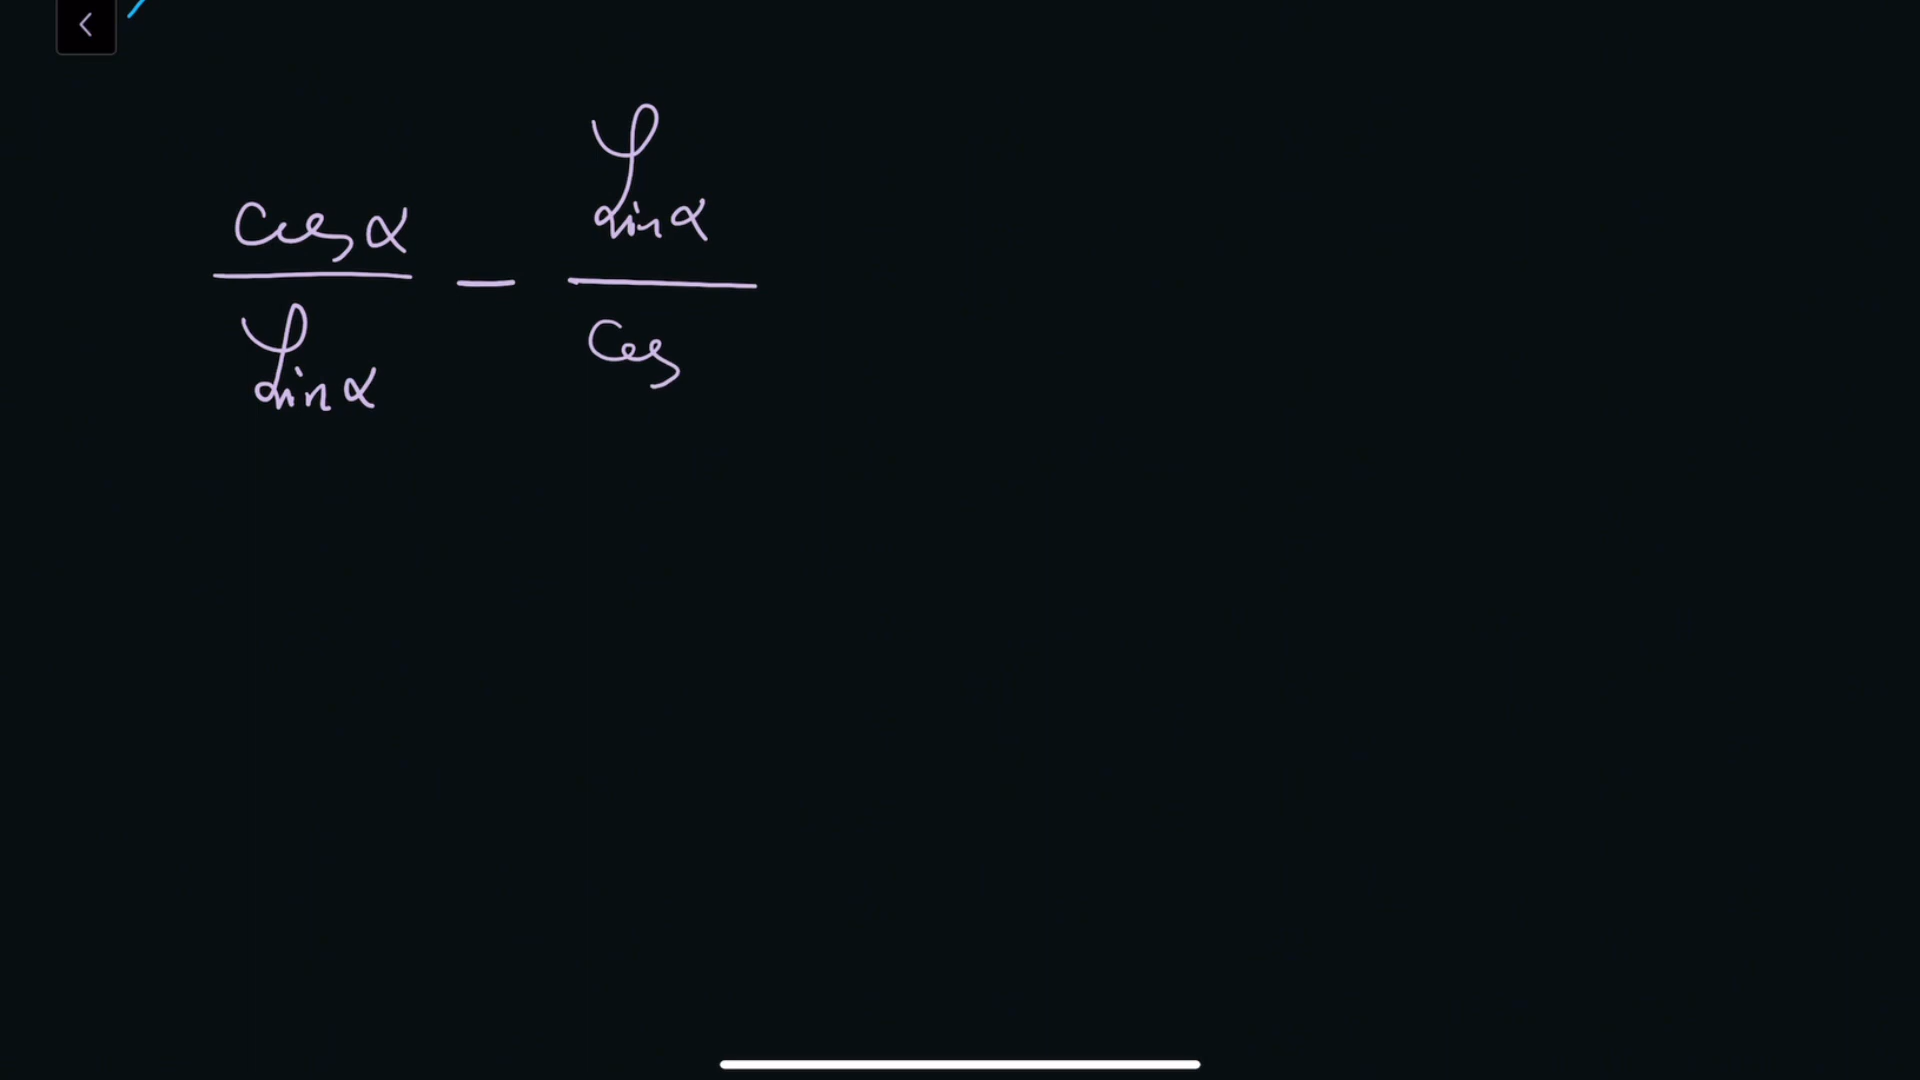 cos α / φ sin α − φ sin α / cos